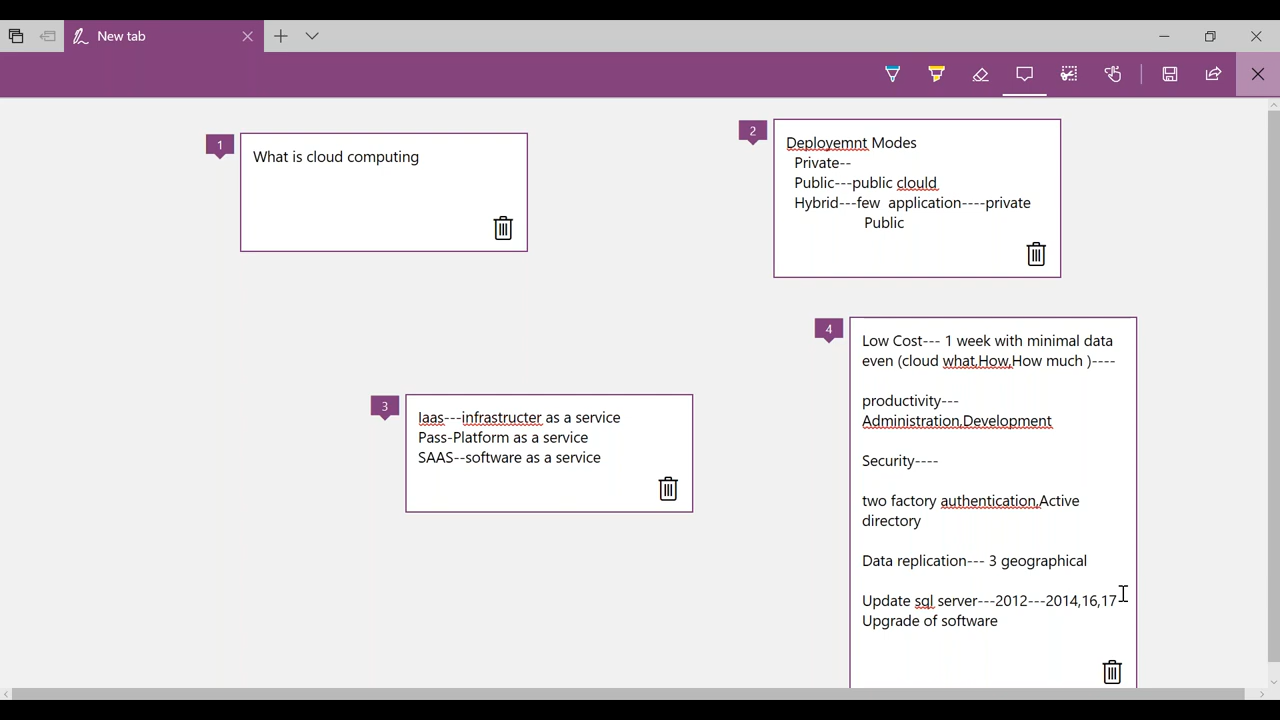 New tab
1
What is cloud computing
2
Deployemnt Modes
Private--
Public---public clould
Hybrid---few application----private
Public
3
Iaas---infrastructer as a service
Pass-Platform as a service
SAAS--software as a service
4
Low Cost--- 1 week with minimal data
even (cloud what,How,How much )----
productivity---
Administration,Development
Security----
two factory authentication,Active
directory
Data replication--- 3 geographical
Update sql server---2012---2014,16,17
Upgrade of software